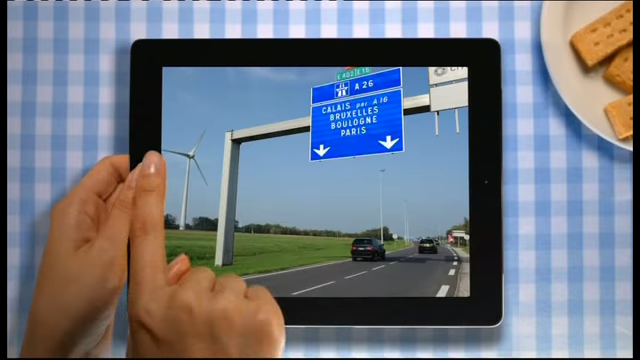 E 402 E 15
A 26
CALAIS par A 16
BRUXELLES
BOULOGNE
PARIS